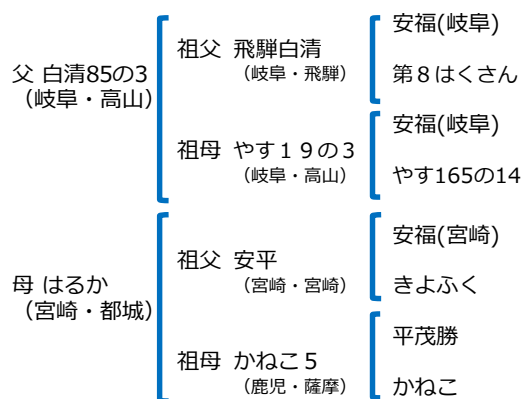 父 白清85の3
（岐阜・高山）
祖父 飛騨白清
（岐阜・飛騨）
安福(岐阜)
第８はくさん
祖母 やす１９の３
（岐阜・高山）
安福(岐阜)
やす165の14
母 はるか
（宮崎・都城）
祖父 安平
（宮崎・宮崎）
安福(宮崎)
きよふく
祖母 かねこ５
（鹿児・薩摩）
平茂勝
かねこ